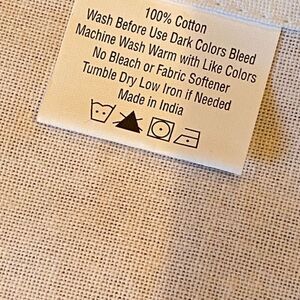 100% Cotton
Wash Before Use Dark Colors Bleed
Machine Wash Warm with Like Colors
No Bleach or Fabric Softener
Tumble Dry Low Iron if Needed
Made in India